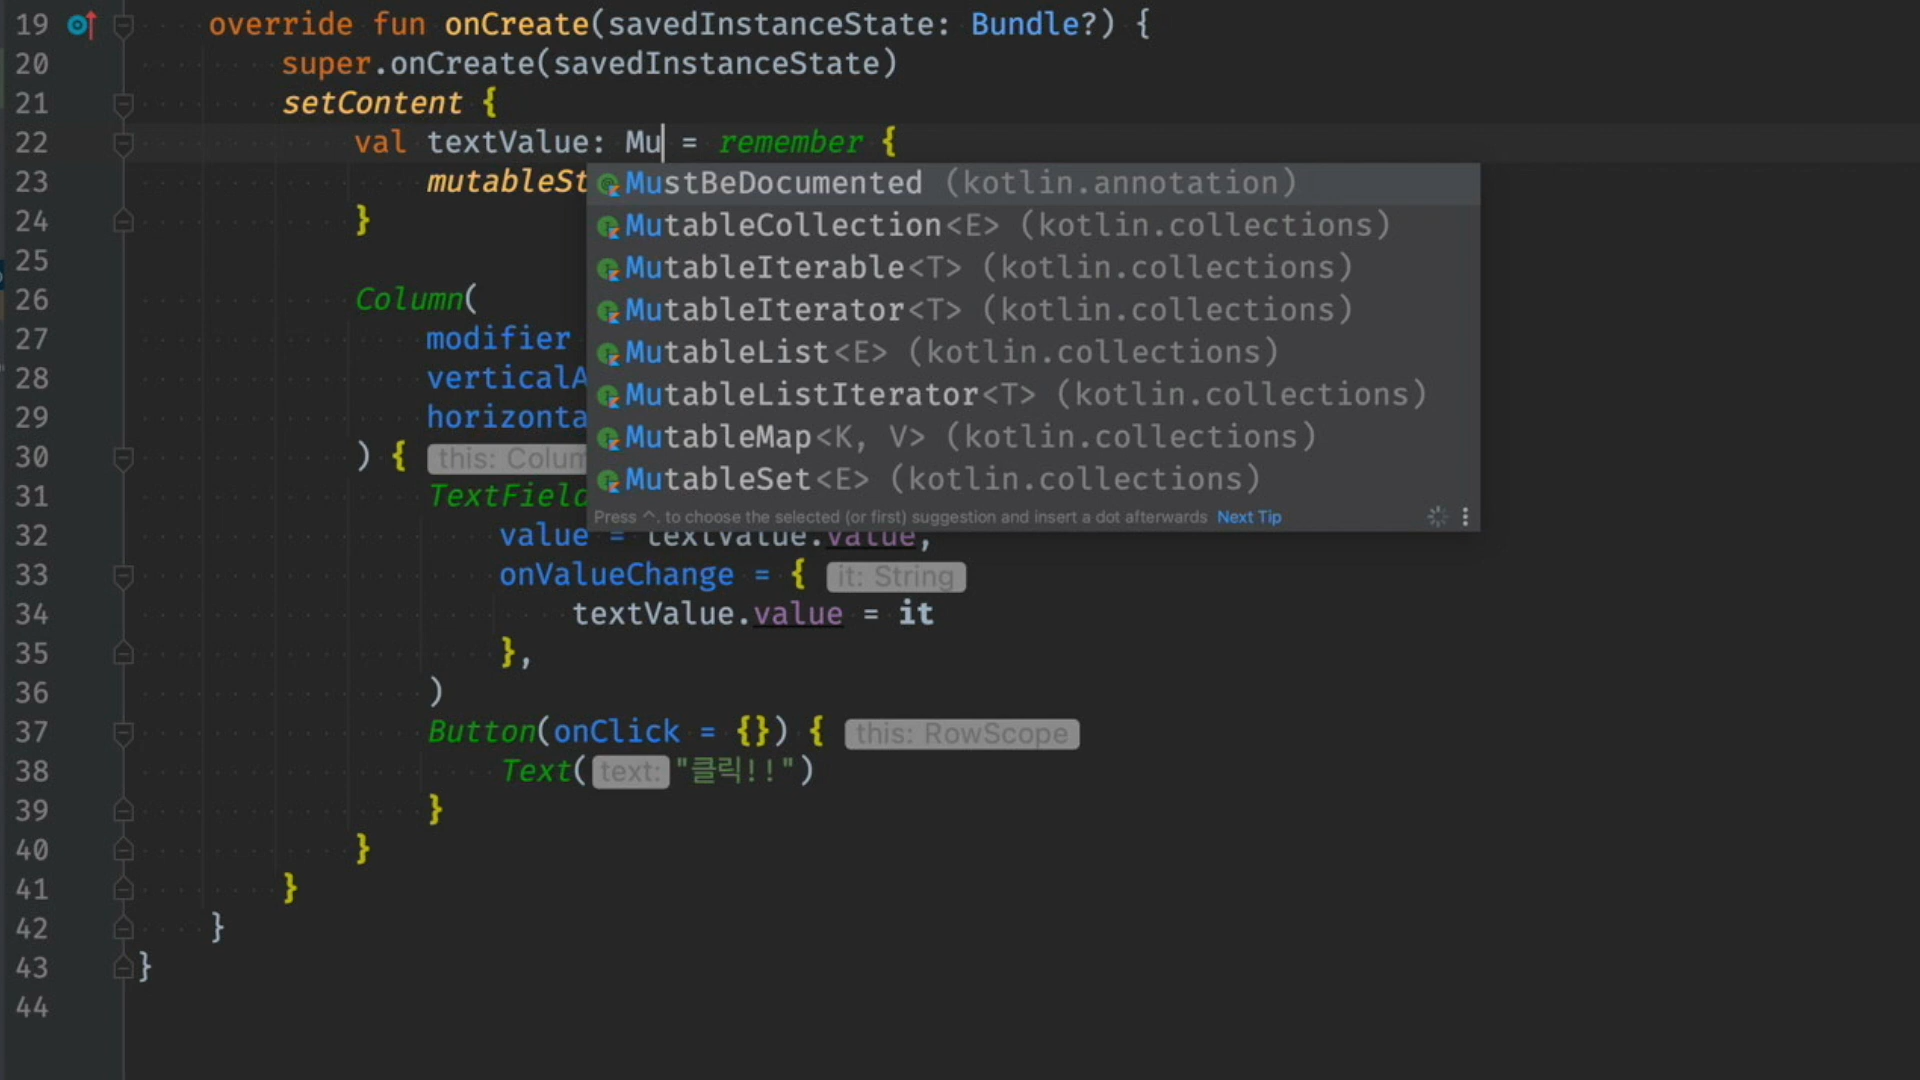 19 override fun onCreate(savedInstanceState: Bundle?) {
20 super.onCreate(savedInstanceState)
21 setContent {
22 val textValue: Mu = remember {
23 mutableSt
MustBeDocumented (kotlin.annotation)
24 }
MutableCollection<E> (kotlin.collections)
25
MutableIterable<T> (kotlin.collections)
26 Column(
MutableIterator<T> (kotlin.collections)
27 modifier
MutableList<E> (kotlin.collections)
28 verticalA
MutableListIterator<T> (kotlin.collections)
29 horizonta
MutableMap<K, V> (kotlin.collections)
30 ) { this: Colum
MutableSet<E> (kotlin.collections)
31 TextField
Press ^. to choose the selected (or first) suggestion and insert a dot afterwards Next Tip
32 value = textValue.value,
33 onValueChange = { it: String
34 textValue.value = it
35 },
36 )
37 Button(onClick = {}) { this: RowScope
38 Text( text: "클릭!!")
39 }
40 }
41 }
42 }
43 }
44